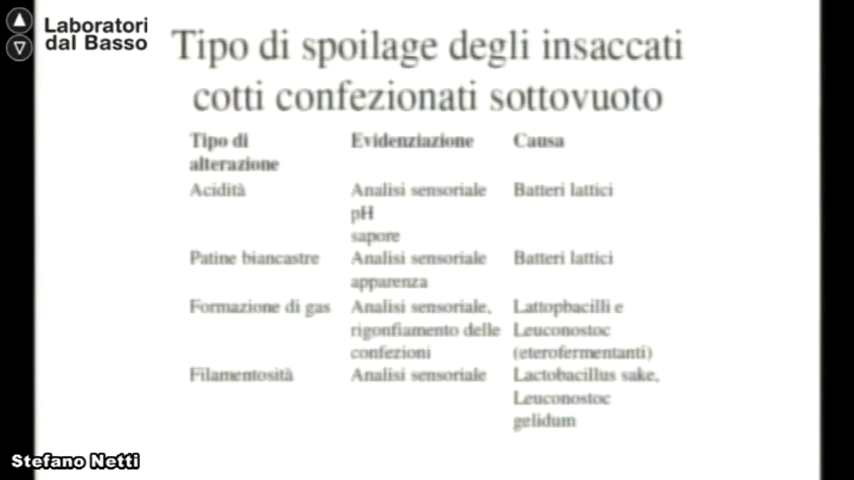 Laboratori
dal Basso
Tipo di spoilage degli insaccati
cotti confezionati sottovuoto
Tipo di alterazione Evidenziazione Causa
Acidità Analisi sensoriale pH sapore Batteri lattici
Patine biancastre Analisi sensoriale apparenza Batteri lattici
Formazione di gas Analisi sensoriale, rigonfiamento delle confezioni Lattopbacilli e Leuconostoc (eterofermentanti)
Filamentosità Analisi sensoriale Lactobacillus sake, Leuconostoc gelidum
Stefano Netti